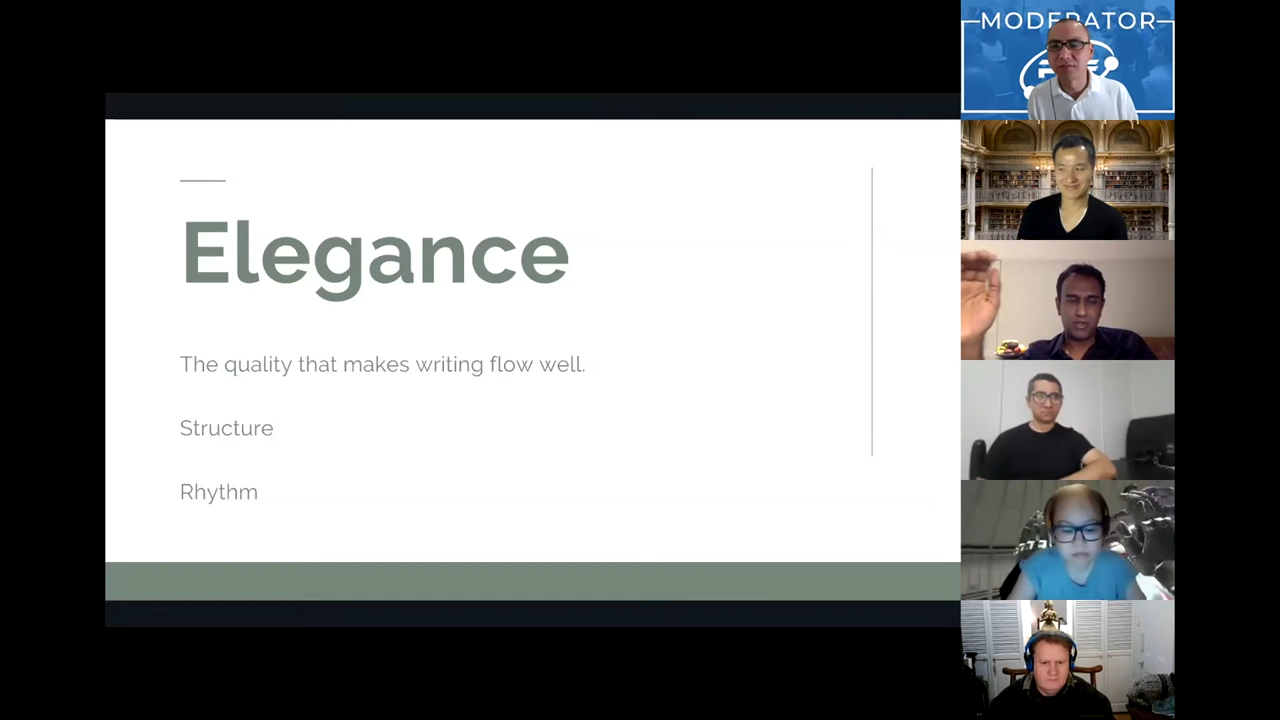 MODERATOR
Elegance
The quality that makes writing flow well.
Structure
Rhythm